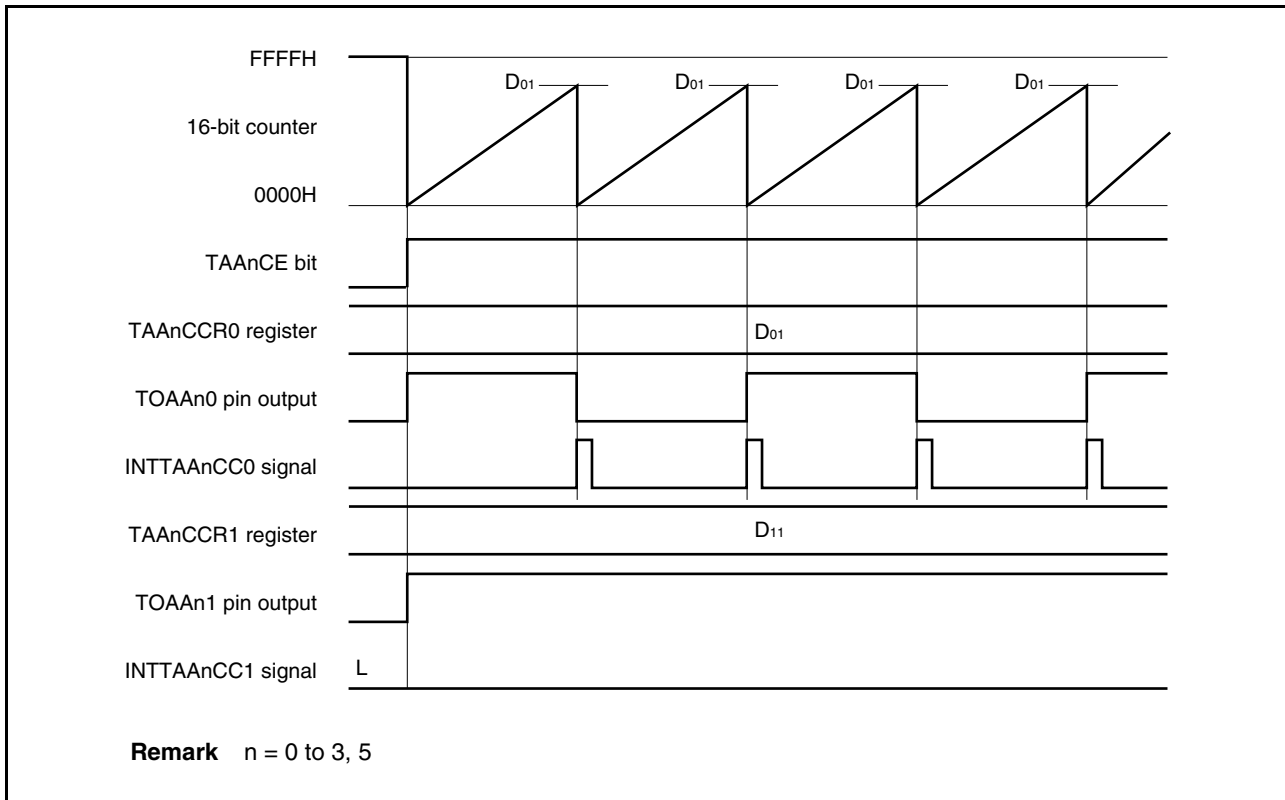 FFFFH
D01 D01 D01 D01
16-bit counter
0000H
TAAnCE bit
TAAnCCR0 register
D01
TOAAn0 pin output
INTTAAnCC0 signal
TAAnCCR1 register
D11
TOAAn1 pin output
INTTAAnCC1 signal L
Remark n = 0 to 3, 5